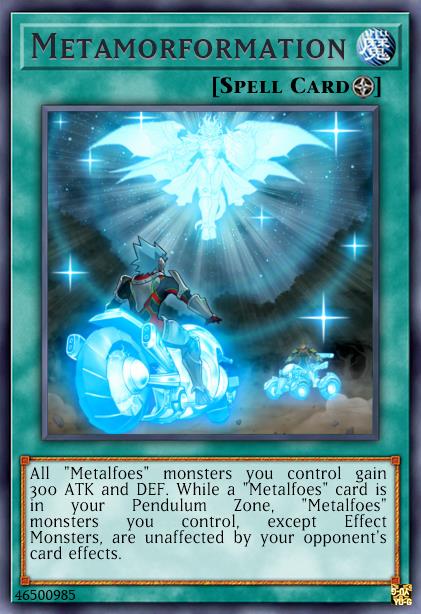 METAMORFORMATION
魔
[SPELL CARD]
All "Metalfoes" monsters you control gain
300 ATK and DEF. While a "Metalfoes" card is
in your Pendulum Zone, "Metalfoes"
monsters you control, except Effect
Monsters, are unaffected by your opponent's
card effects.
46500985